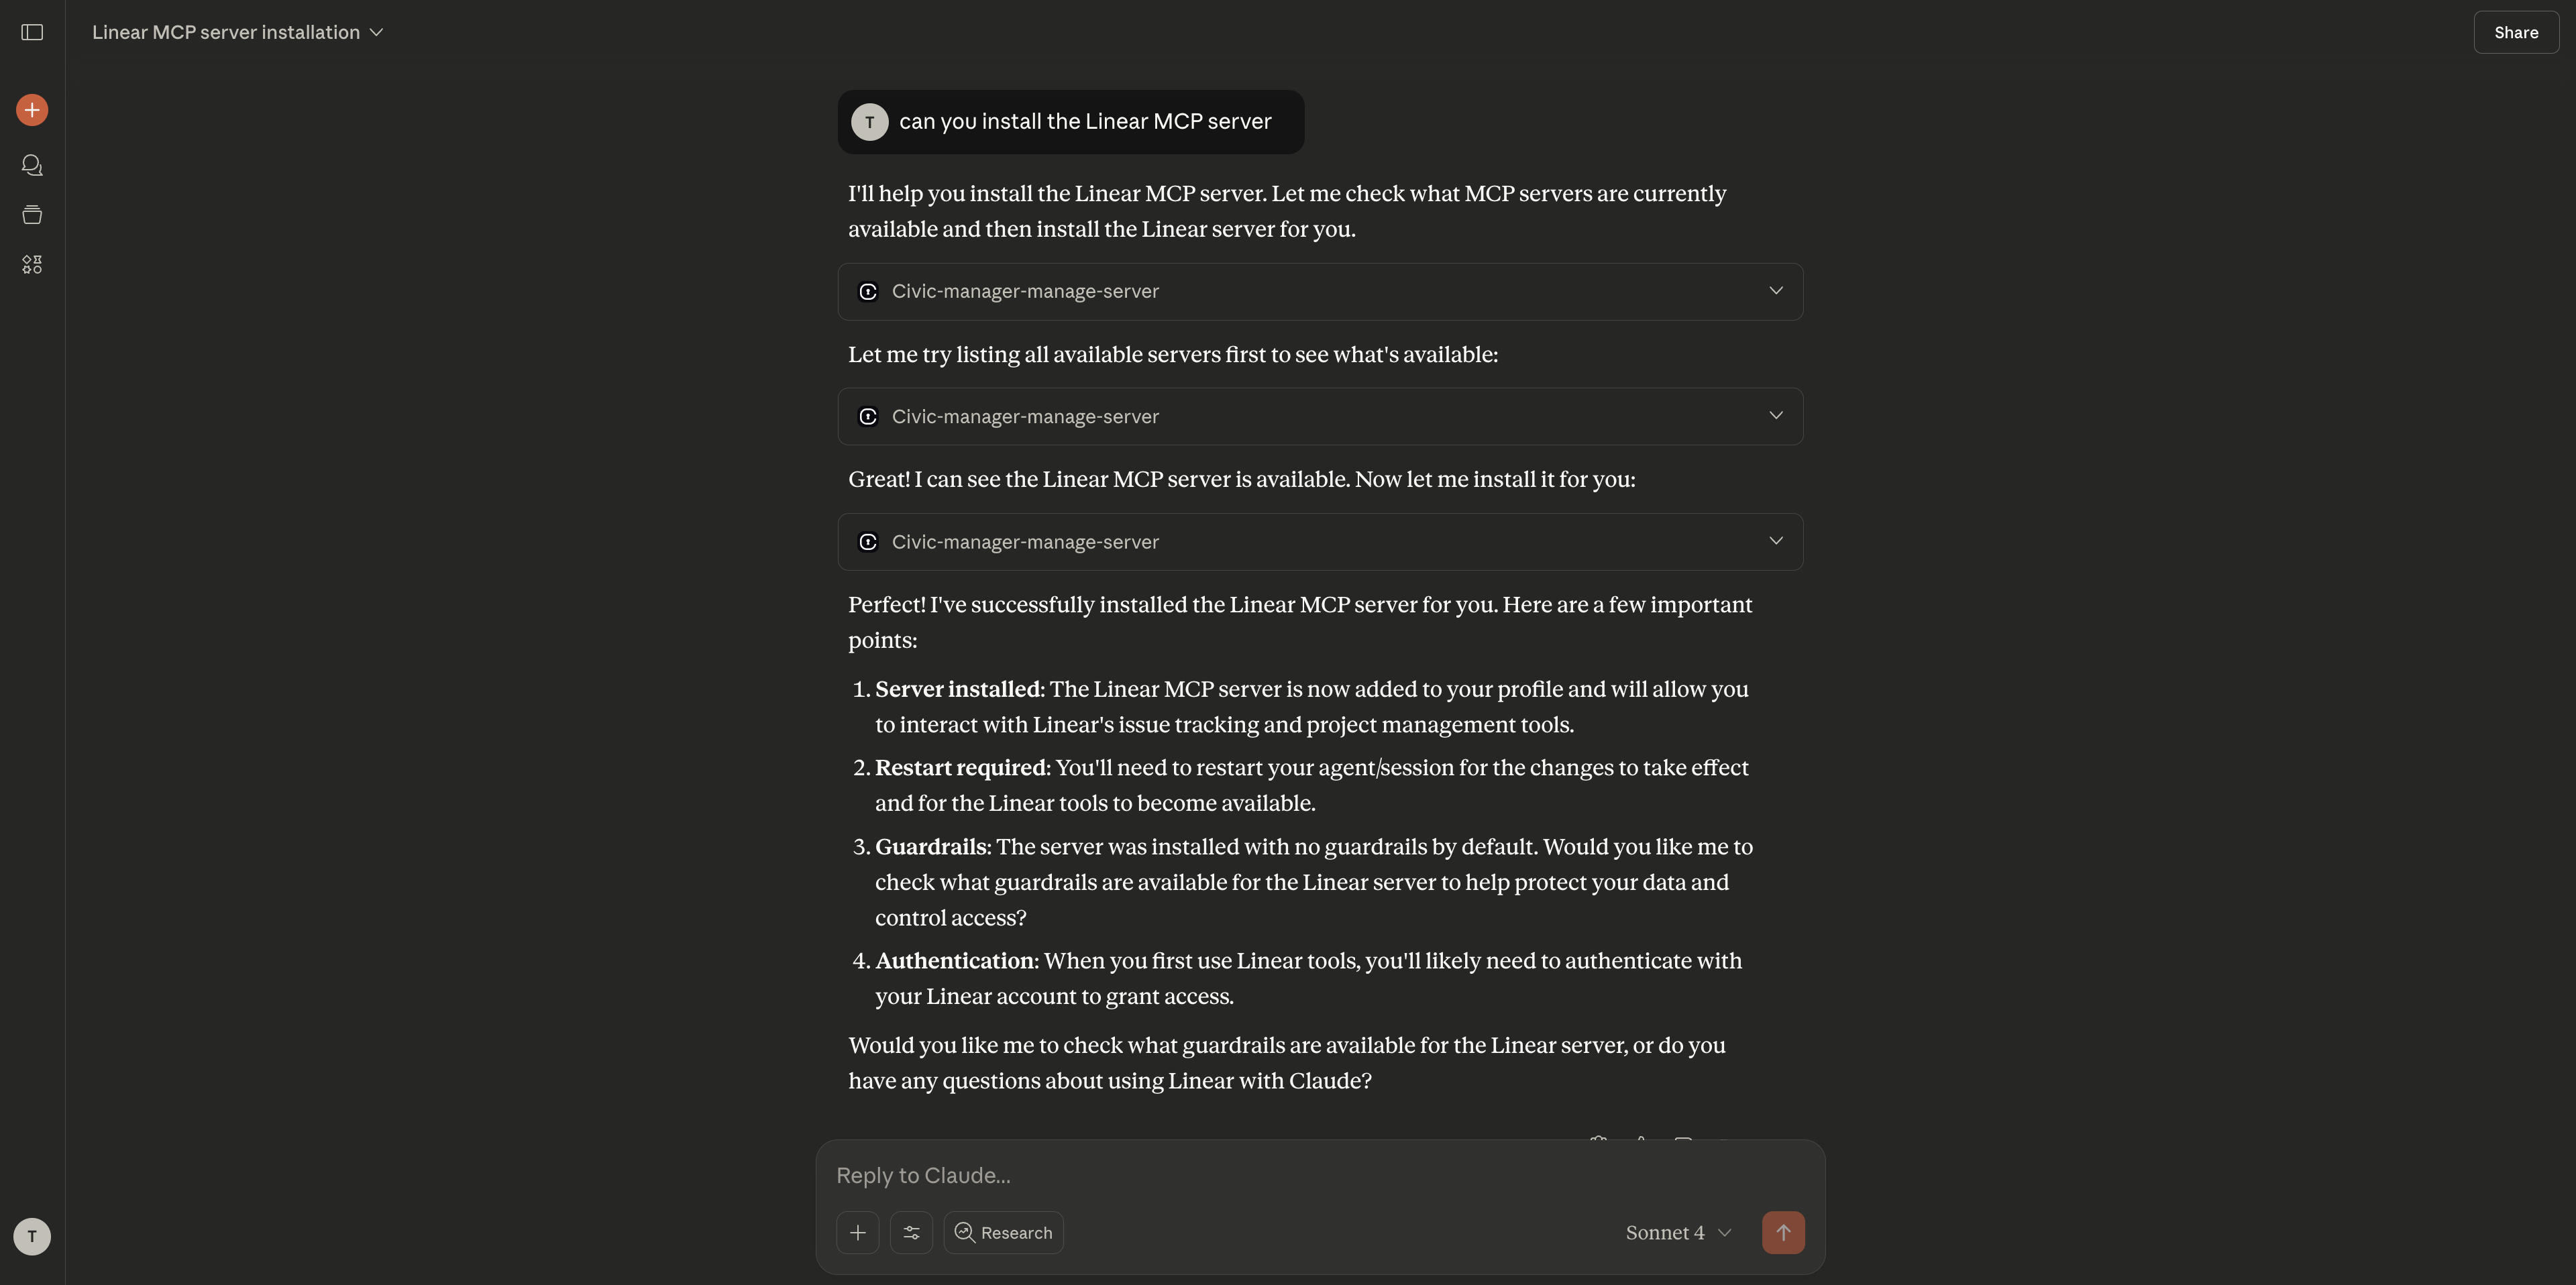 Linear MCP server installation
Share
T
can you install the Linear MCP server
I'll help you install the Linear MCP server. Let me check what MCP servers are currently
available and then install the Linear server for you.
Civic-manager-manage-server
Let me try listing all available servers first to see what's available:
Civic-manager-manage-server
Great! I can see the Linear MCP server is available. Now let me install it for you:
Civic-manager-manage-server
Perfect! I've successfully installed the Linear MCP server for you. Here are a few important
points:
1. Server installed: The Linear MCP server is now added to your profile and will allow you
to interact with Linear's issue tracking and project management tools.
2. Restart required: You'll need to restart your agent/session for the changes to take effect
and for the Linear tools to become available.
3. Guardrails: The server was installed with no guardrails by default. Would you like me to
check what guardrails are available for the Linear server to help protect your data and
control access?
4. Authentication: When you first use Linear tools, you'll likely need to authenticate with
your Linear account to grant access.
Would you like me to check what guardrails are available for the Linear server, or do you
have any questions about using Linear with Claude?
Reply to Claude...
Research
Sonnet 4
T